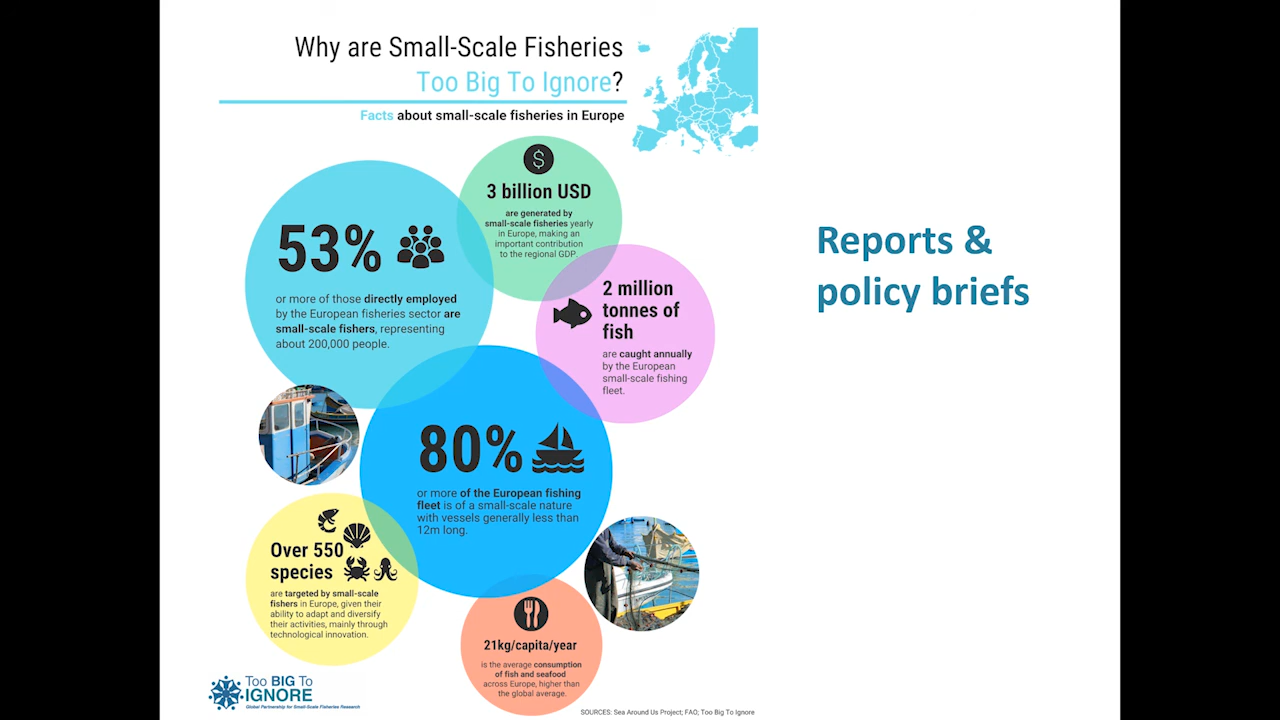 Why are Small-Scale Fisheries
Too Big To Ignore?
Facts about small-scale fisheries in Europe
$
3 billion USD
are generated by
small-scale fisheries yearly
in Europe, making an
important contribution
to the regional GDP.
53%
or more of those directly employed
by the European fisheries sector are
small-scale fishers, representing
about 200,000 people.
2 million
tonnes of
fish
are caught annually
by the European
small-scale fishing
fleet.
80%
or more of the European fishing
fleet is of a small-scale nature
with vessels generally less than
12m long.
Over 550
species
are targeted by small-scale
fishers in Europe, given their
ability to adapt and diversify
their activities, mainly through
technological innovation.
21kg/capita/year
is the average consumption
of fish and seafood
across Europe, higher than
the global average.
Too BIG To
IGNORE
Global Partnership for Small-Scale Fisheries Research
SOURCES: Sea Around Us Project; FAO; Too Big To Ignore
Reports &
policy briefs